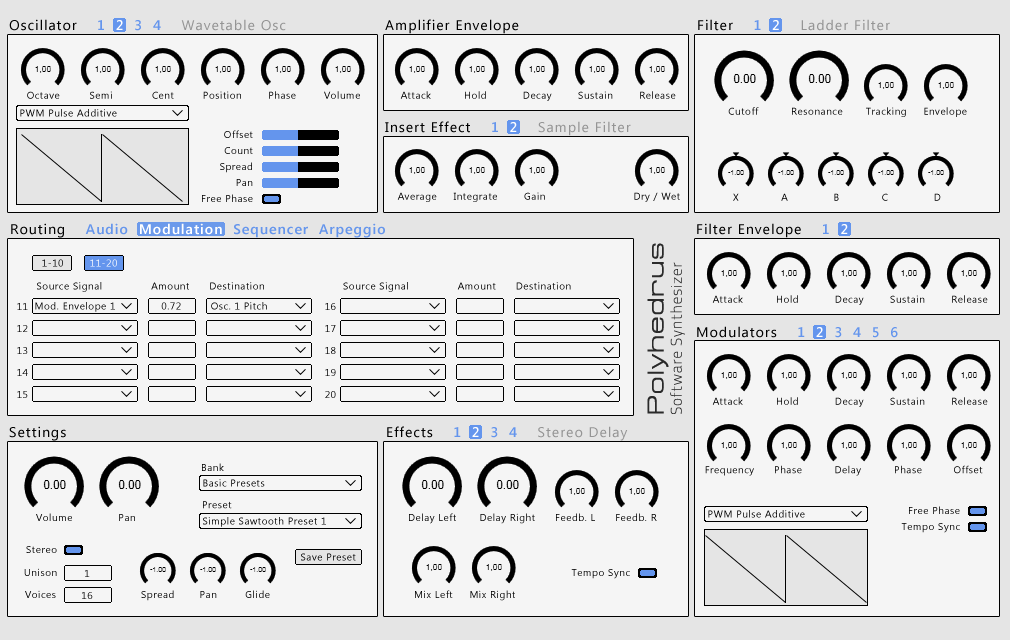 Oscillator 1 2 3 4 Wavetable Osc
1,00 1,00 1,00 1,00 1,00 1,00
Octave Semi Cent Position Phase Volume
PWM Pulse Additive
Offset
Count
Spread
Pan
Free Phase
Amplifier Envelope
1,00 1,00 1,00 1,00 1,00
Attack Hold Decay Sustain Release
Insert Effect 1 2 Sample Filter
1,00 1,00 1,00 1,00
Average Integrate Gain Dry / Wet
Filter 1 2 Ladder Filter
0.00 0.00 1,00 1,00
Cutoff Resonance Tracking Envelope
-1.00 -1.00 -1.00 -1.00 -1.00
X A B C D
Routing Audio Modulation Sequencer Arpeggio
1-10 11-20
Source Signal Amount Destination Source Signal Amount Destination
11 Mod. Envelope 1 0.72 Osc. 1 Pitch 16
12 17
13 18
14 19
15 20
Polyhedrus
Software Synthesizer
Filter Envelope 1 2
1,00 1,00 1,00 1,00 1,00
Attack Hold Decay Sustain Release
Modulators 1 2 3 4 5 6
1,00 1,00 1,00 1,00 1,00
Attack Hold Decay Sustain Release
1,00 1,00 1,00 1,00 1,00
Frequency Phase Delay Phase Offset
PWM Pulse Additive
Free Phase
Tempo Sync
Settings
0.00 0.00
Volume Pan
Bank
Basic Presets
Preset
Simple Sawtooth Preset 1
Save Preset
Stereo
Unison 1
Voices 16
-1.00 -1.00 -1.00
Spread Pan Glide
Effects 1 2 3 4 Stereo Delay
0.00 0.00 1,00 1,00
Delay Left Delay Right Feedb. L Feedb. R
1,00 1,00
Mix Left Mix Right
Tempo Sync